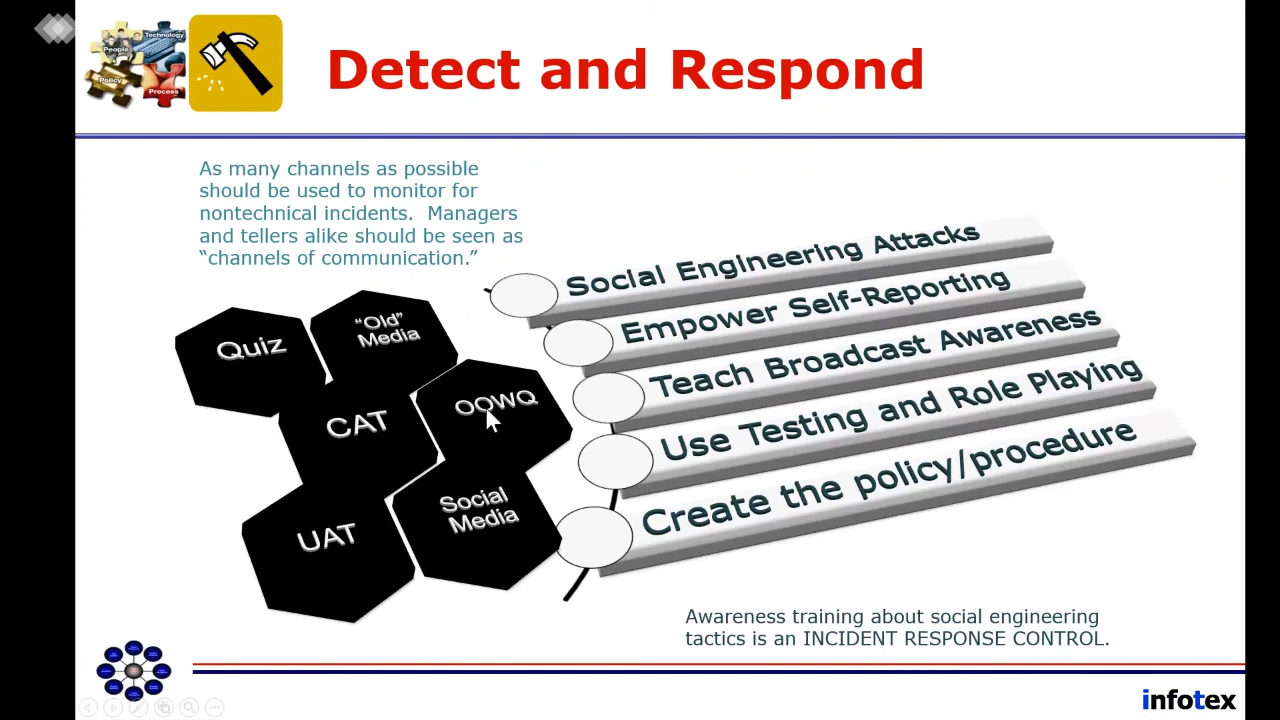 People
Technology
Policy
Process
Detect and Respond
As many channels as possible
should be used to monitor for
nontechnical incidents.  Managers
and tellers alike should be seen as
“channels of communication.”
Quiz
“Old”
Media
CAT
OOWQ
UAT
Social
Media
Social Engineering Attacks
Empower Self-Reporting
Teach Broadcast Awareness
Use Testing and Role Playing
Create the policy/procedure
Awareness training about social engineering
tactics is an INCIDENT RESPONSE CONTROL.
infotex